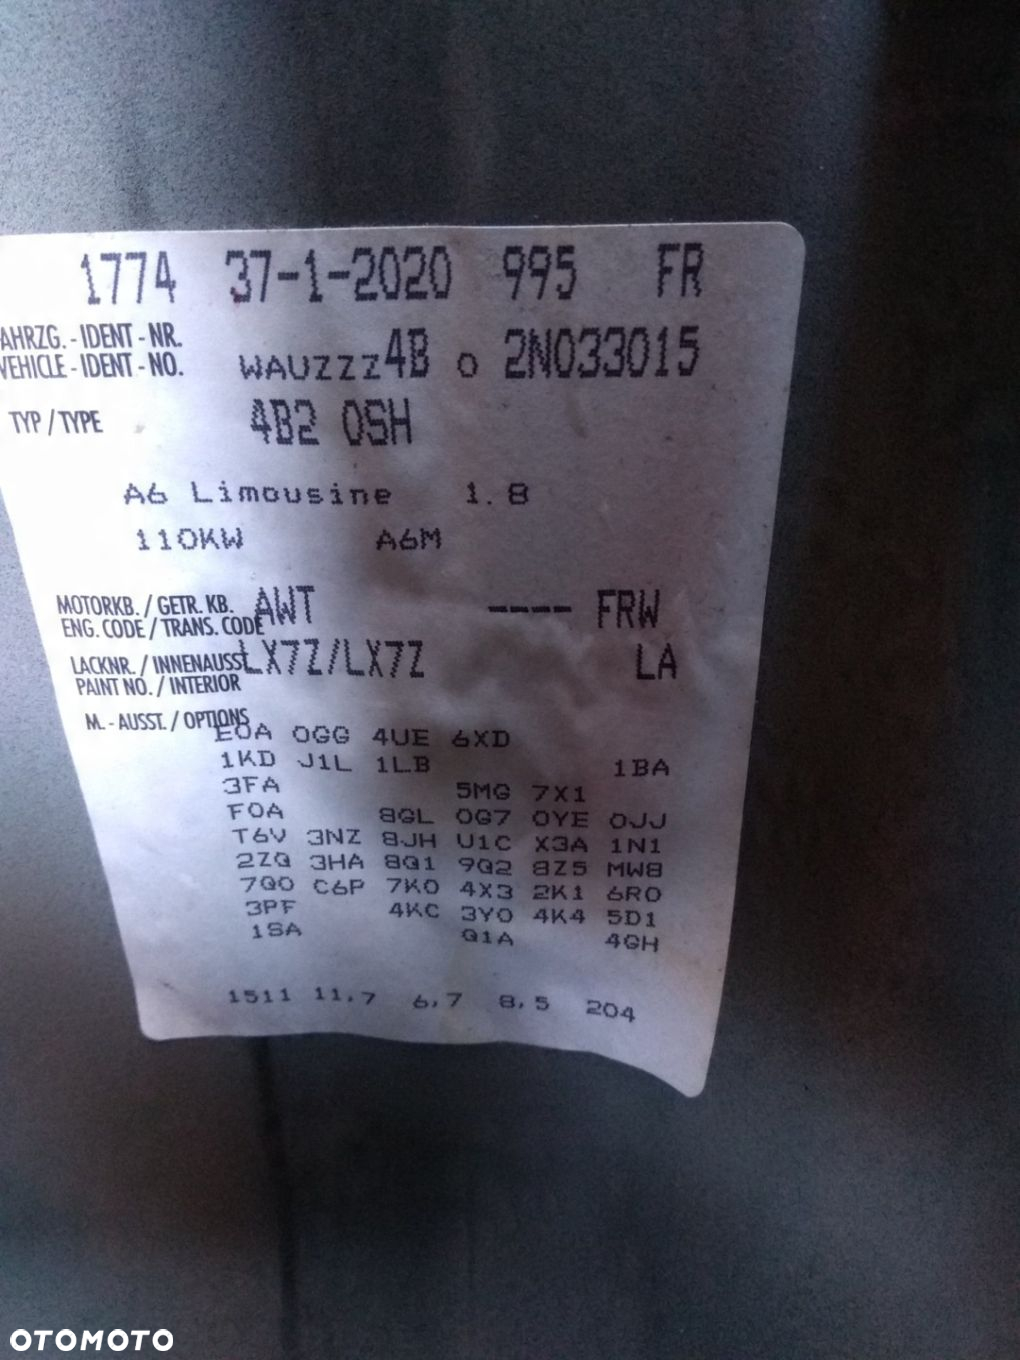 1774 37-1-2020 995 FR
AHRZG. - IDENT - NR.
VEHICLE - IDENT - NO. WAUZZZ4B 0 2N033015
TYP / TYPE 4B2 0SH
A6 Limousine 1.8
110KW A6M
MOTORKB. / GETR. KB. AWT ---- FRW
ENG. CODE / TRANS. CODE
LACKNR. / INNENAUSST LX7Z/LX7Z LA
PAINT NO. / INTERIOR
M. - AUSST. / OPTIONS
E0A 0GG 4UE 6XD
1KD J1L 1LB 1BA
3FA 5MG 7X1
F0A 8GL 0G7 0YE 0JJ
T6V 3NZ 8JH U1C X3A 1N1
2ZQ 3HA 8Q1 9Q2 8Z5 MW8
7Q0 C6P 7K0 4X3 2K1 6R0
3PF 4KC 3Y0 4K4 5D1
1SA Q1A 4GH
1511 11,7 6,7 8,5 204
OTOMOTO